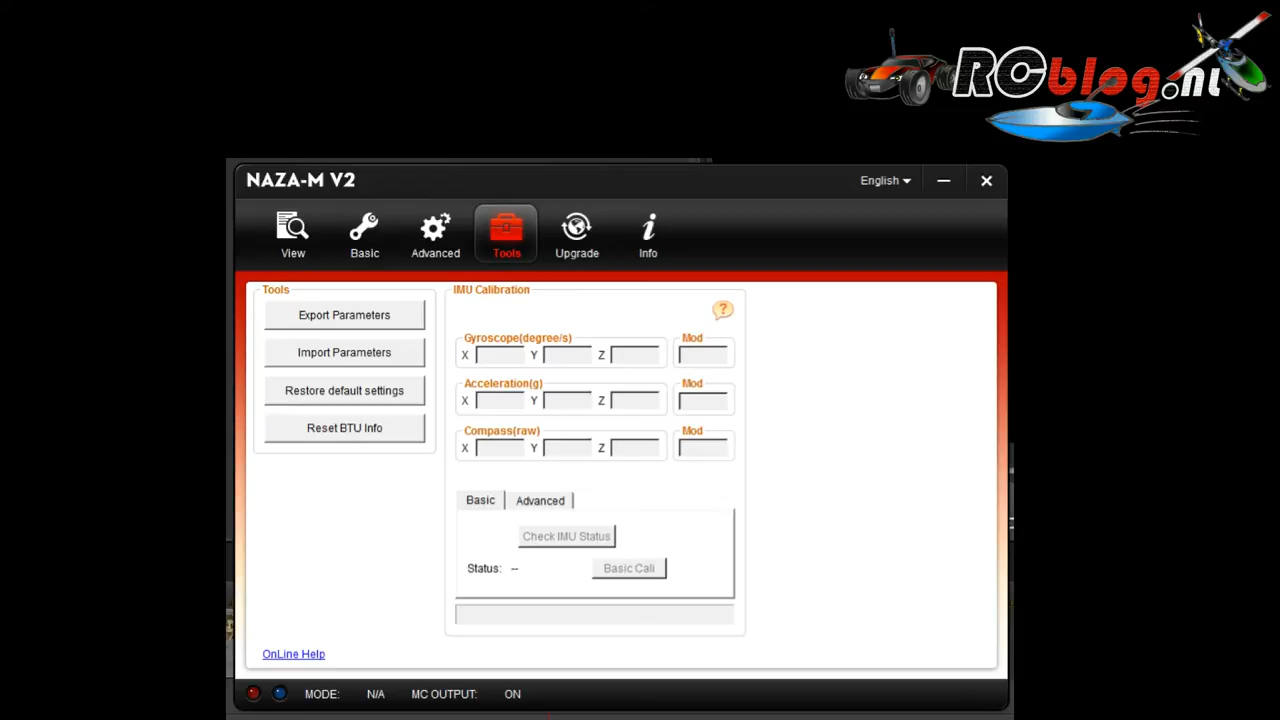 RCblog.nl
NAZA-M V2
English
View
Basic
Advanced
Tools
Upgrade
Info
Tools
Export Parameters
Import Parameters
Restore default settings
Reset BTU Info
IMU Calibration
?
Gyroscope(degree/s)
Mod
X Y Z
Acceleration(g)
Mod
X Y Z
Compass(raw)
Mod
X Y Z
Basic
Advanced
Check IMU Status
Status: --
Basic Cali
OnLine Help
MODE: N/A MC OUTPUT: ON